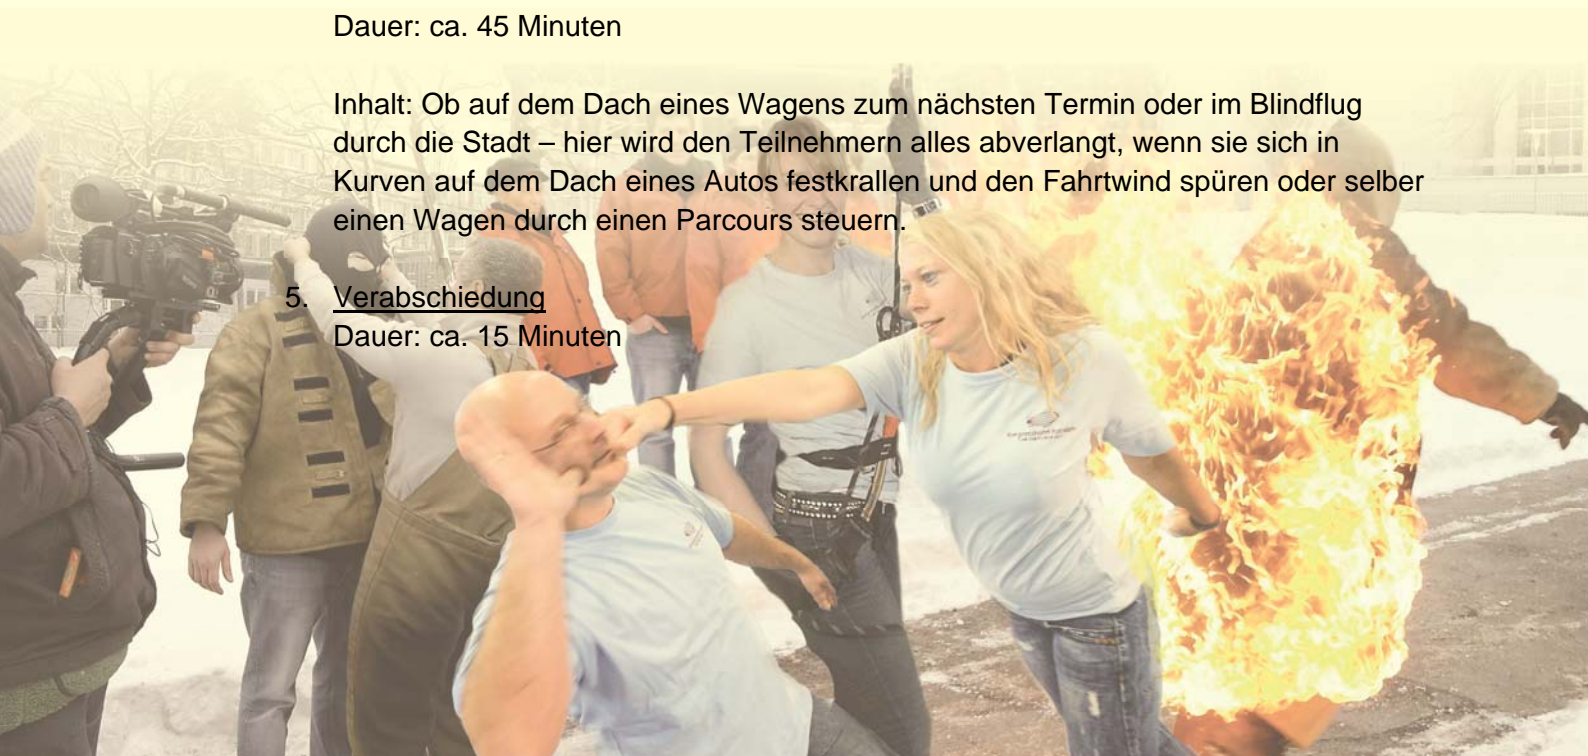 Dauer: ca. 45 Minuten
Inhalt: Ob auf dem Dach eines Wagens zum nächsten Termin oder im Blindflug
durch die Stadt – hier wird den Teilnehmern alles abverlangt, wenn sie sich in
Kurven auf dem Dach eines Autos festkrallen und den Fahrtwind spüren oder selber
einen Wagen durch einen Parcours steuern.
5. Verabschiedung
Dauer: ca. 15 Minuten